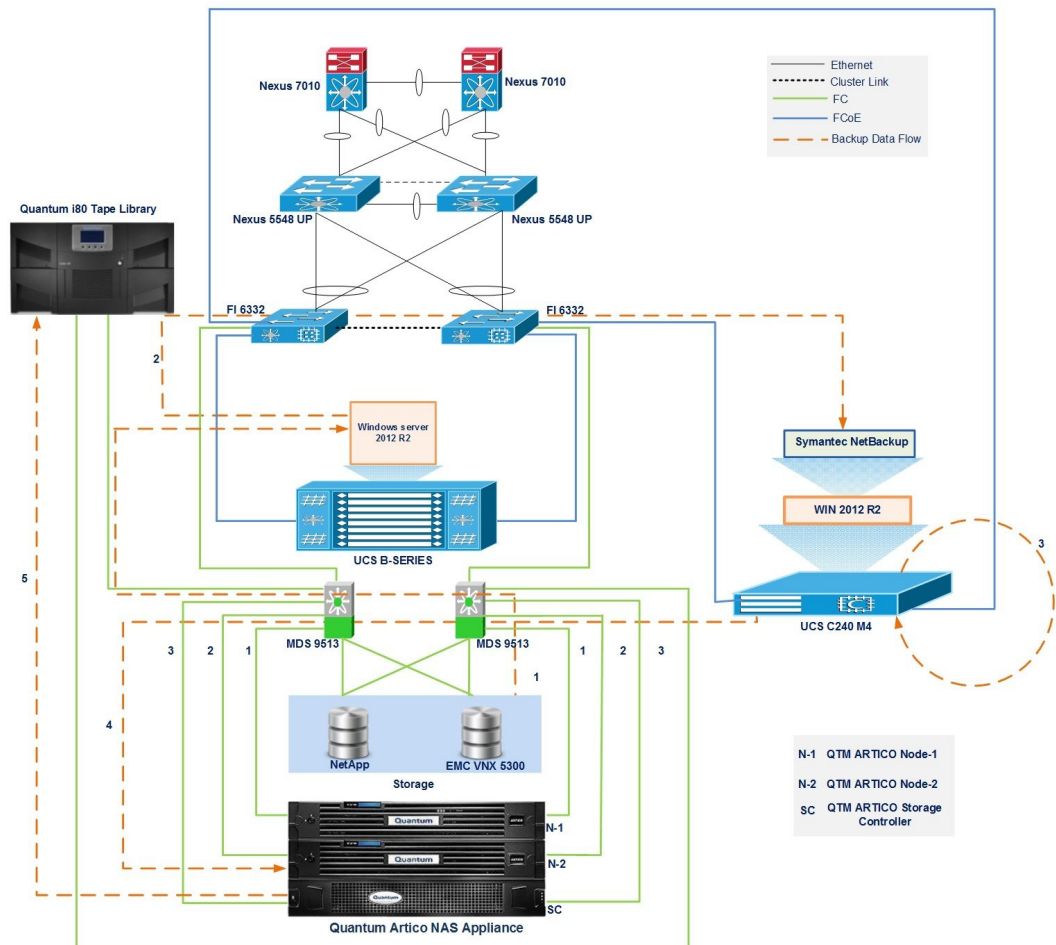 Nexus 7010
Nexus 7010
Ethernet
Cluster Link
FC
FCoE
Backup Data Flow
Quantum i80 Tape Library
Nexus 5548 UP
Nexus 5548 UP
FI 6332
FI 6332
2
Windows server
2012 R2
Symantec NetBackup
WIN 2012 R2
UCS B-SERIES
3
5
UCS C240 M4
MDS 9513
MDS 9513
3
2
1
1
2
3
1
4
NetApp
EMC VNX 5300
Storage
N-1 QTM ARTICO Node-1
N-2 QTM ARTICO Node-2
SC QTM ARTICO Storage
Controller
Quantum
N-1
Quantum
N-2
Quantum
SC
Quantum Artico NAS Appliance